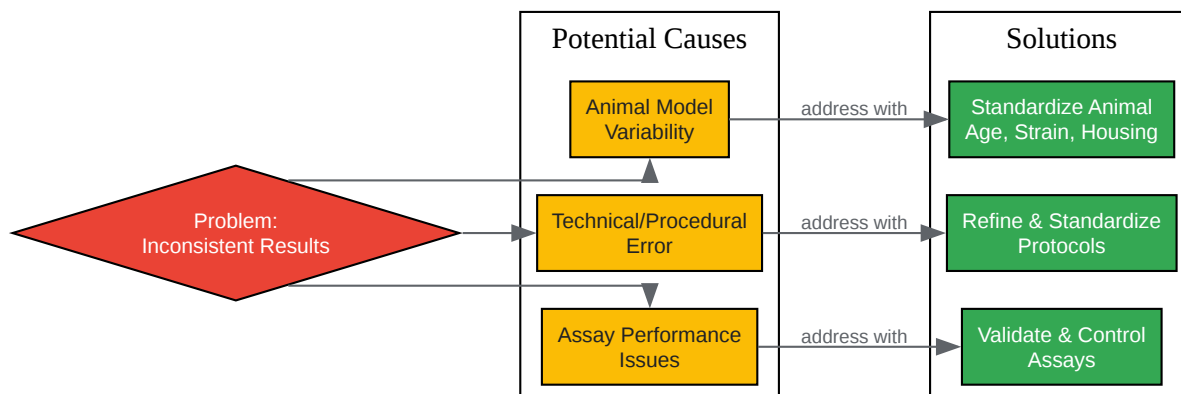 Potential Causes
Solutions
Animal Model
Variability
address with
Standardize Animal
Age, Strain, Housing
Problem:
Inconsistent Results
Technical/Procedural
Error
address with
Refine & Standardize
Protocols
Assay Performance
Issues
address with
Validate & Control
Assays